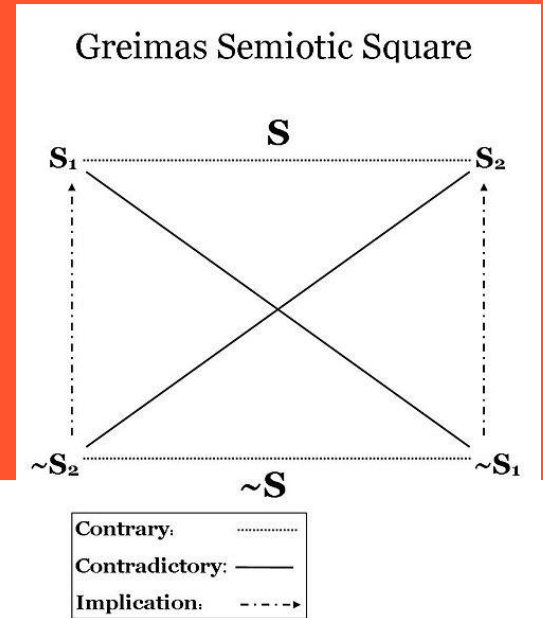 Greimas Semiotic Square
S
S₁ S₂
~S₂ ~S₁
~S
Contrary:
Contradictory:
Implication: